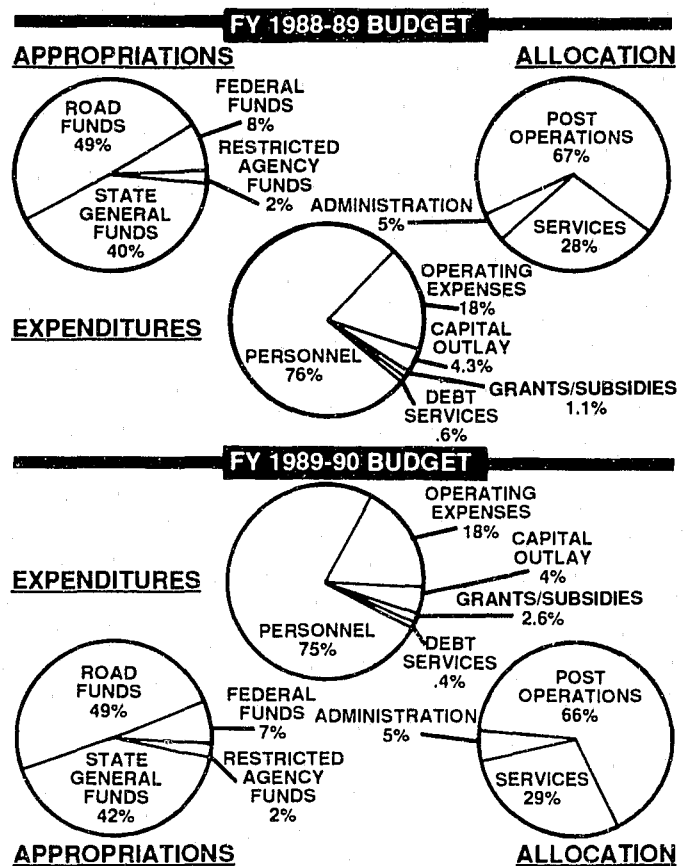 FY 1988-89 BUDGET
APPROPRIATIONS
ALLOCATION
ROAD
FUNDS
49%
FEDERAL
FUNDS
8%
RESTRICTED
AGENCY
FUNDS
2%
STATE
GENERAL
FUNDS
40%
POST
OPERATIONS
67%
ADMINISTRATION
5%
SERVICES
28%
EXPENDITURES
OPERATING
EXPENSES
18%
CAPITAL
OUTLAY
4.3%
PERSONNEL
76%
GRANTS/SUBSIDIES
1.1%
DEBT
SERVICES
.6%
FY 1989-90 BUDGET
EXPENDITURES
OPERATING
EXPENSES
18%
CAPITAL
OUTLAY
4%
GRANTS/SUBSIDIES
2.6%
PERSONNEL
75%
DEBT
SERVICES
.4%
ROAD
FUNDS
49%
FEDERAL
FUNDS
7%
RESTRICTED
AGENCY
FUNDS
2%
STATE
GENERAL
FUNDS
42%
ADMINISTRATION
5%
POST
OPERATIONS
66%
SERVICES
29%
APPROPRIATIONS
ALLOCATION